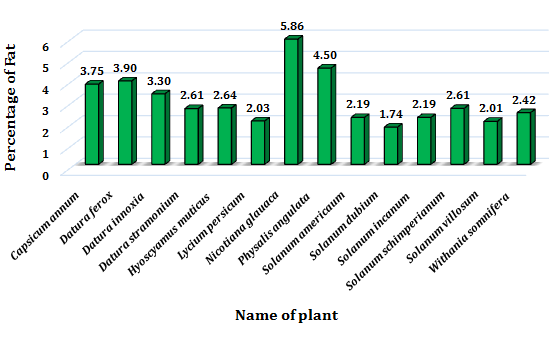 Percentage of Fat
6
5
4
3
2
1
0
3.75
3.90
3.30
2.61
2.64
2.03
5.86
4.50
2.19
1.74
2.19
2.61
2.01
2.42
Capsicum annum
Datura ferox
Datura innoxia
Datura stramonium
Hyoscyamus muticus
Lycium persicum
Nicotiana glauaca
Physalis angulata
Solanum americaum
Solanum dubium
Solanum incanum
Solanum schimperianum
Solanum villosum
Withania somnifera
Name of plant